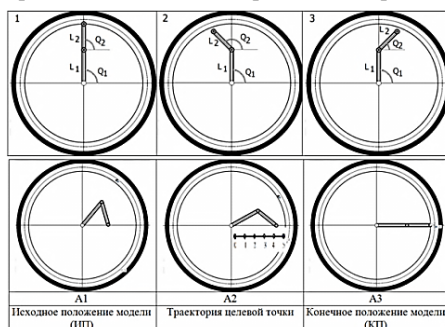 1 2 3
L2 Q2 L2 Q2 L2 Q2
L1 Q1 L1 Q1 L1 Q1
0 1 2 3 4 5
A1 A2 A3
Исходное положение модели Траектория целевой точки Конечное положение модели
(ИП) (КП)